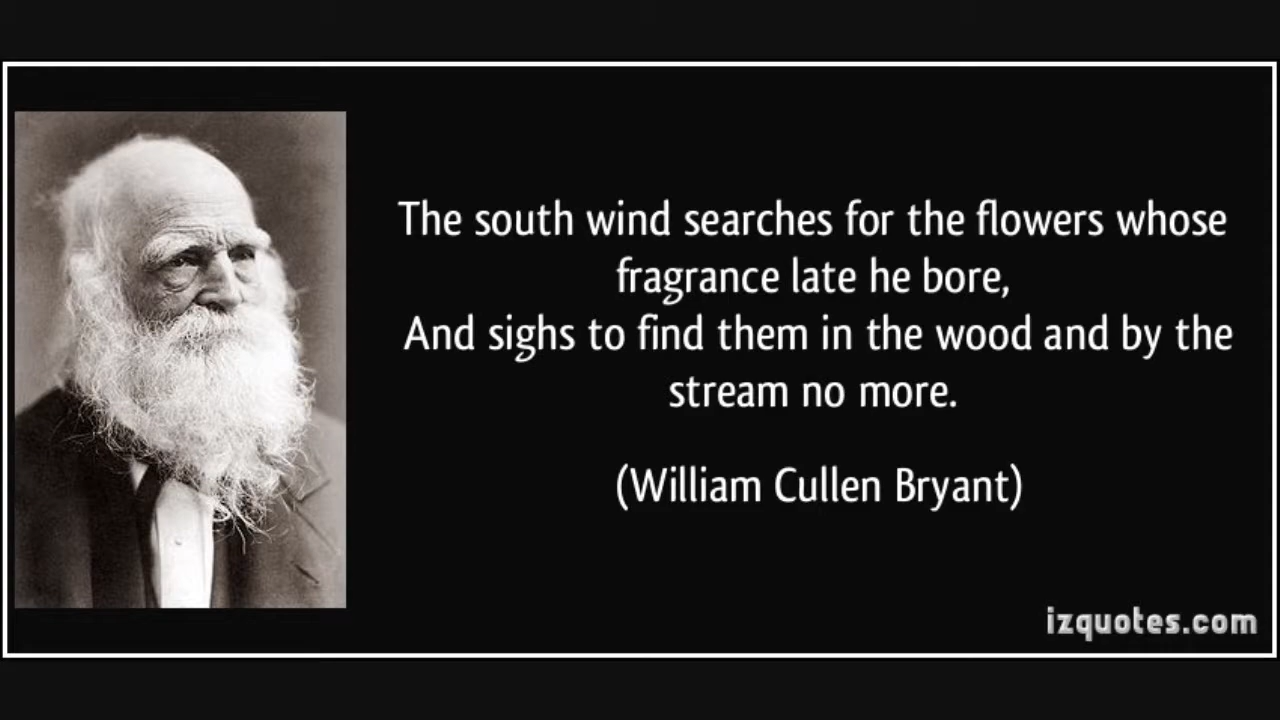 The south wind searches for the flowers whose
fragrance late he bore,
And sighs to find them in the wood and by the
stream no more.
(William Cullen Bryant)
izquotes.com